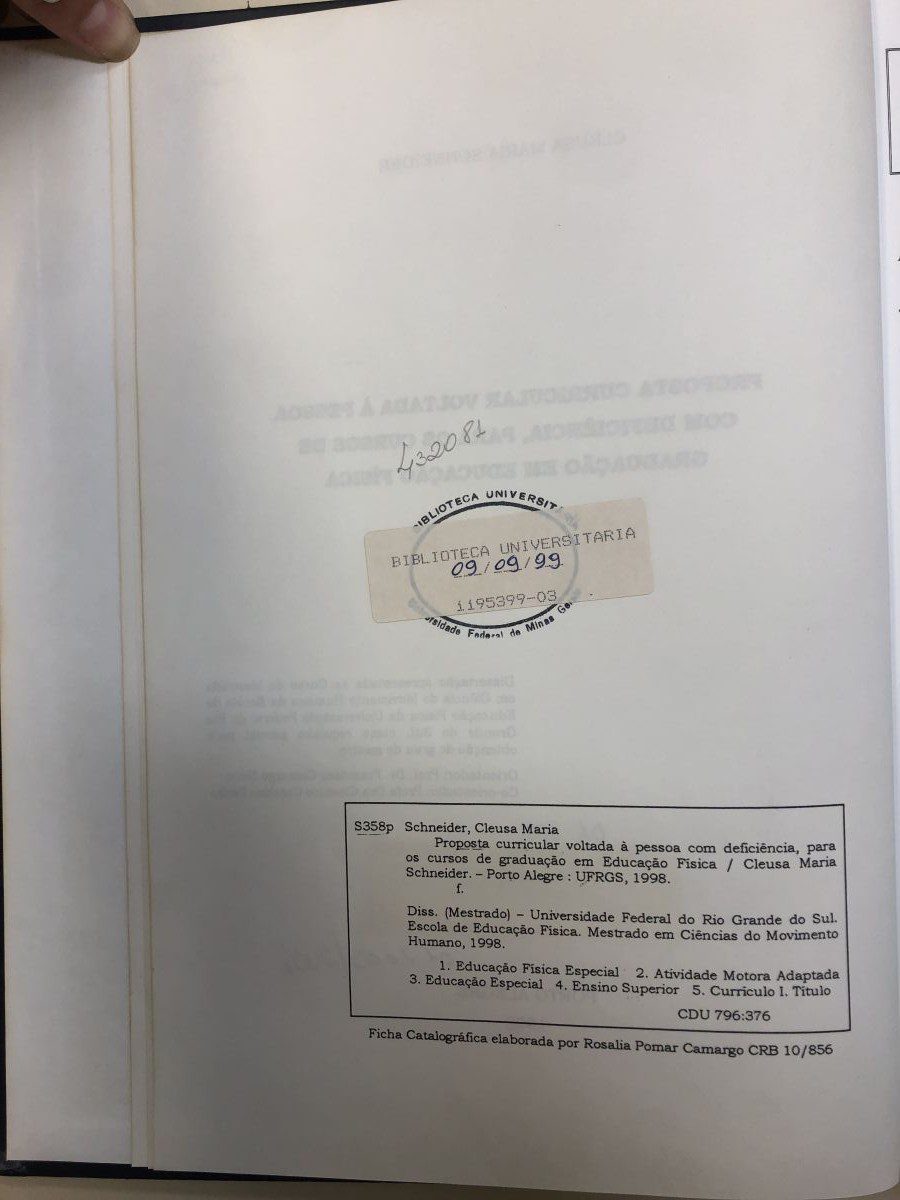 432081
BIBLIOTECA UNIVERSIT
BIBLIOTECA UNIVERSITARIA
09/09/99
i195399-03
Federal de Minas
S358p Schneider, Cleusa Maria
Proposta curricular voltada à pessoa com deficiência, para
os cursos de graduação em Educação Física / Cleusa Maria
Schneider. – Porto Alegre : UFRGS, 1998.
f.
Diss. (Mestrado) – Universidade Federal do Rio Grande do Sul.
Escola de Educação Física. Mestrado em Ciências do Movimento
Humano, 1998.
1. Educação Física Especial 2. Atividade Motora Adaptada
3. Educação Especial 4. Ensino Superior 5. Currículo I. Título
CDU 796:376
Ficha Catalográfica elaborada por Rosalia Pomar Camargo CRB 10/856